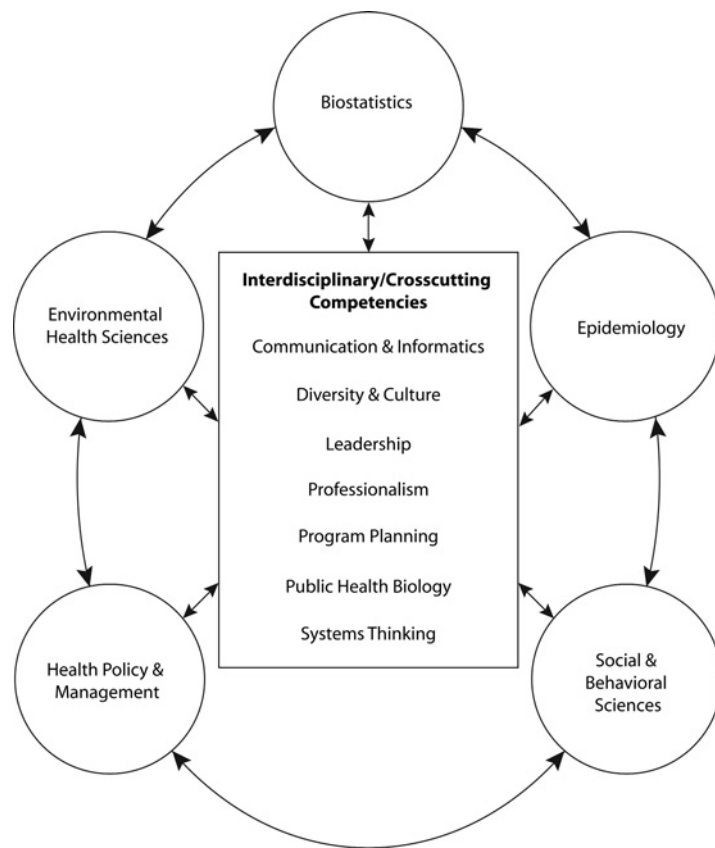 Biostatistics
Environmental
Health Sciences
Interdisciplinary/Crosscutting
Competencies
Communication & Informatics
Diversity & Culture
Leadership
Professionalism
Program Planning
Public Health Biology
Systems Thinking
Epidemiology
Health Policy &
Management
Social &
Behavioral
Sciences